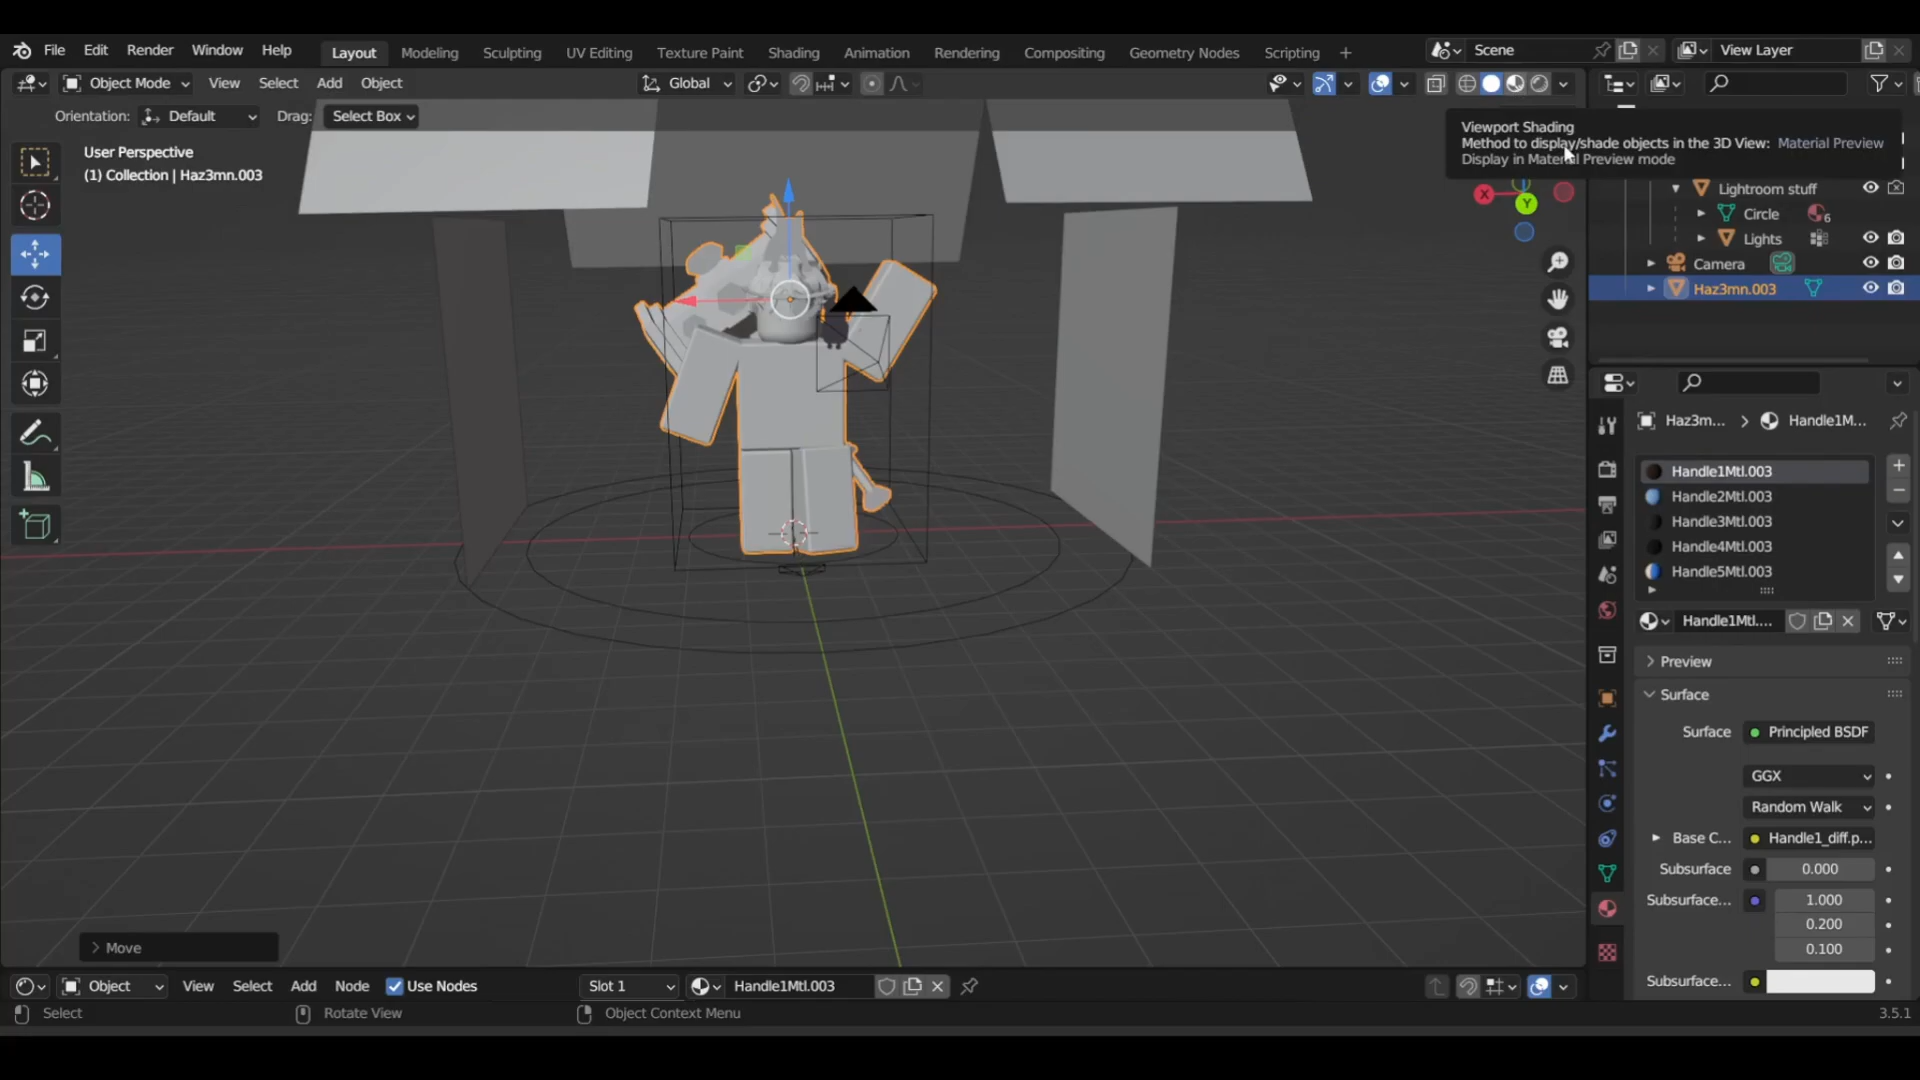 File Edit Render Window Help Layout Modeling Sculpting UV Editing Texture Paint Shading Animation Rendering Compositing Geometry Nodes Scripting + Scene View Layer
Object Mode View Select Add Object Global
Orientation: Default Drag: Select Box
User Perspective
(1) Collection | Haz3mn.003
Viewport Shading
Method to display/shade objects in the 3D View: Material Preview
Display in Material Preview mode
X
Y
Lightroom stuff
Circle 6
Lights
Camera
Haz3mn.003
Haz3m... > Handle1M...
Handle1Mtl.003
Handle2Mtl.003
Handle3Mtl.003
Handle4Mtl.003
Handle5Mtl.003
Handle1Mtl....
Preview
Surface
Surface Principled BSDF
GGX
Random Walk
Base C... Handle1_diff.p...
Subsurface 0.000
Subsurface... 1.000
0.200
0.100
Subsurface...
> Move
Object View Select Add Node Use Nodes Slot 1 Handle1Mtl.003
Select Rotate View Object Context Menu 3.5.1